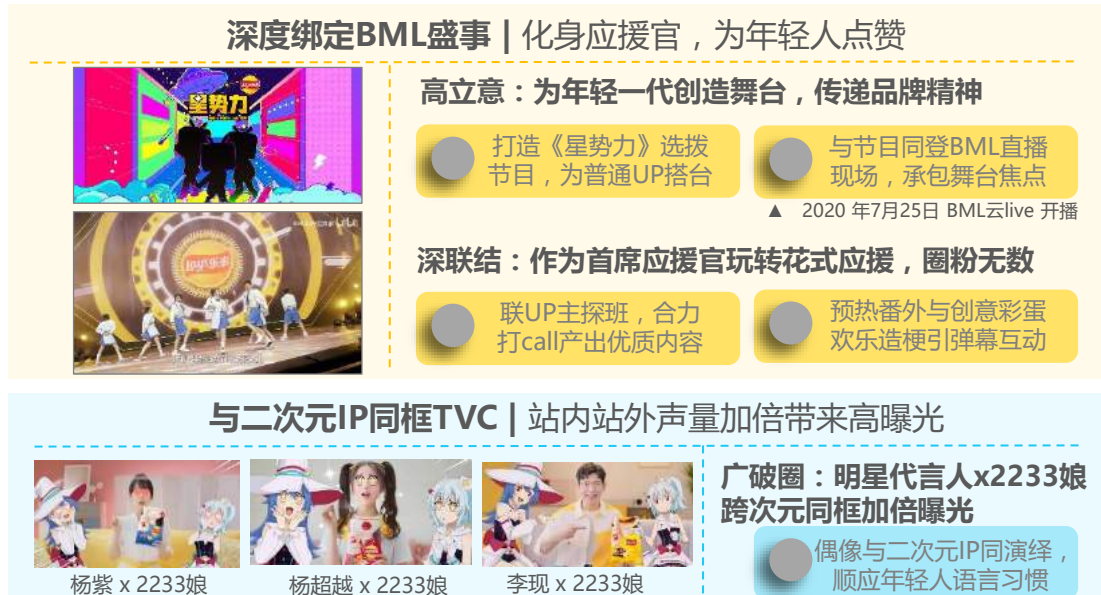 深度绑定BML盛事 | 化身应援官，为年轻人点赞
星势力
高立意：为年轻一代创造舞台，传递品牌精神
打造《星势力》选拨
节目，为普通UP搭台
与节目同登BML直播
现场，承包舞台焦点
▲ 2020 年7月25日 BML云live 开播
深联结：作为首席应援官玩转花式应援，圈粉无数
联UP主探班，合力
打call产出优质内容
预热番外与创意彩蛋
欢乐造梗引弹幕互动
与二次元IP同框TVC | 站内站外声量加倍带来高曝光
广破圈：明星代言人x2233娘
跨次元同框加倍曝光
偶像与二次元IP同演绎，
顺应年轻人语言习惯
杨紫 x 2233娘
杨超越 x 2233娘
李现 x 2233娘